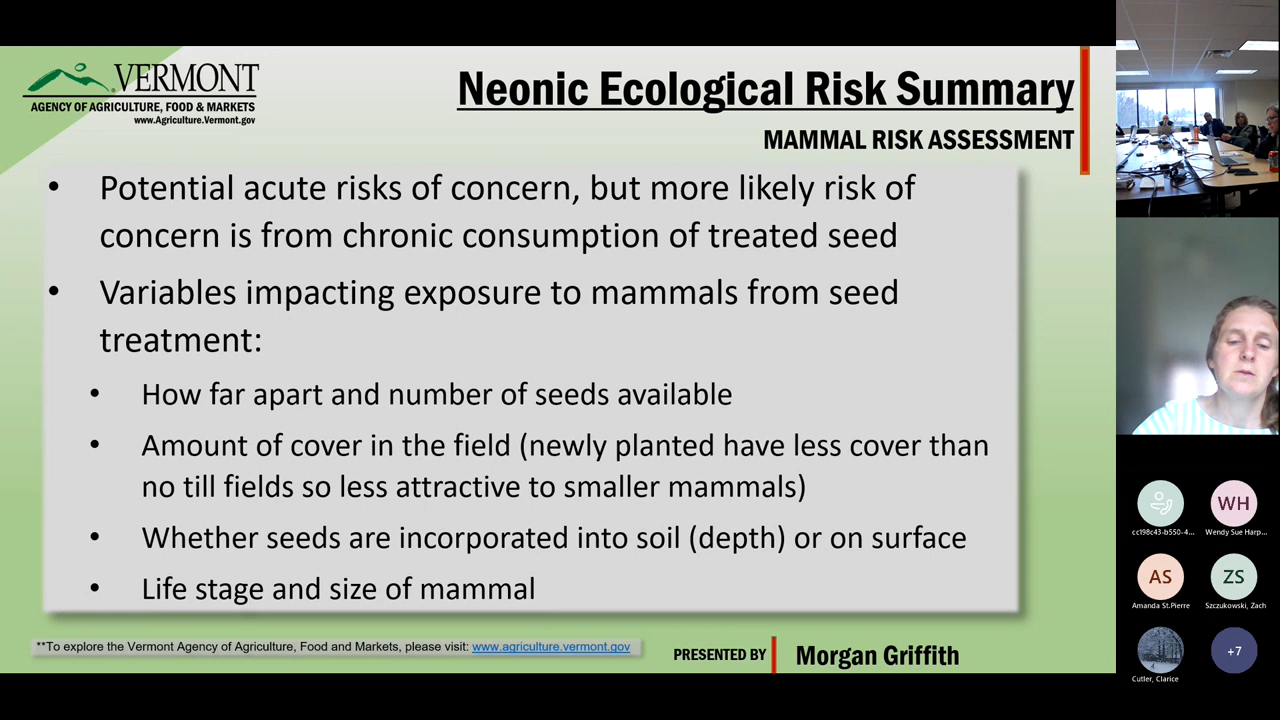 VERMONT
AGENCY OF AGRICULTURE, FOOD & MARKETS
www.Agriculture.Vermont.gov
Neonic Ecological Risk Summary
MAMMAL RISK ASSESSMENT
• Potential acute risks of concern, but more likely risk of
concern is from chronic consumption of treated seed
• Variables impacting exposure to mammals from seed
treatment:
• How far apart and number of seeds available
• Amount of cover in the field (newly planted have less cover than
no till fields so less attractive to smaller mammals)
• Whether seeds are incorporated into soil (depth) or on surface
• Life stage and size of mammal
**To explore the Vermont Agency of Agriculture, Food and Markets, please visit: www.agriculture.vermont.gov
PRESENTED BY
Morgan Griffith
WH
cc198c43-b550-4...
Wendy Sue Harp...
AS
ZS
Amanda St.Pierre
Szczukowski, Zach
+7
Cutler, Clarice